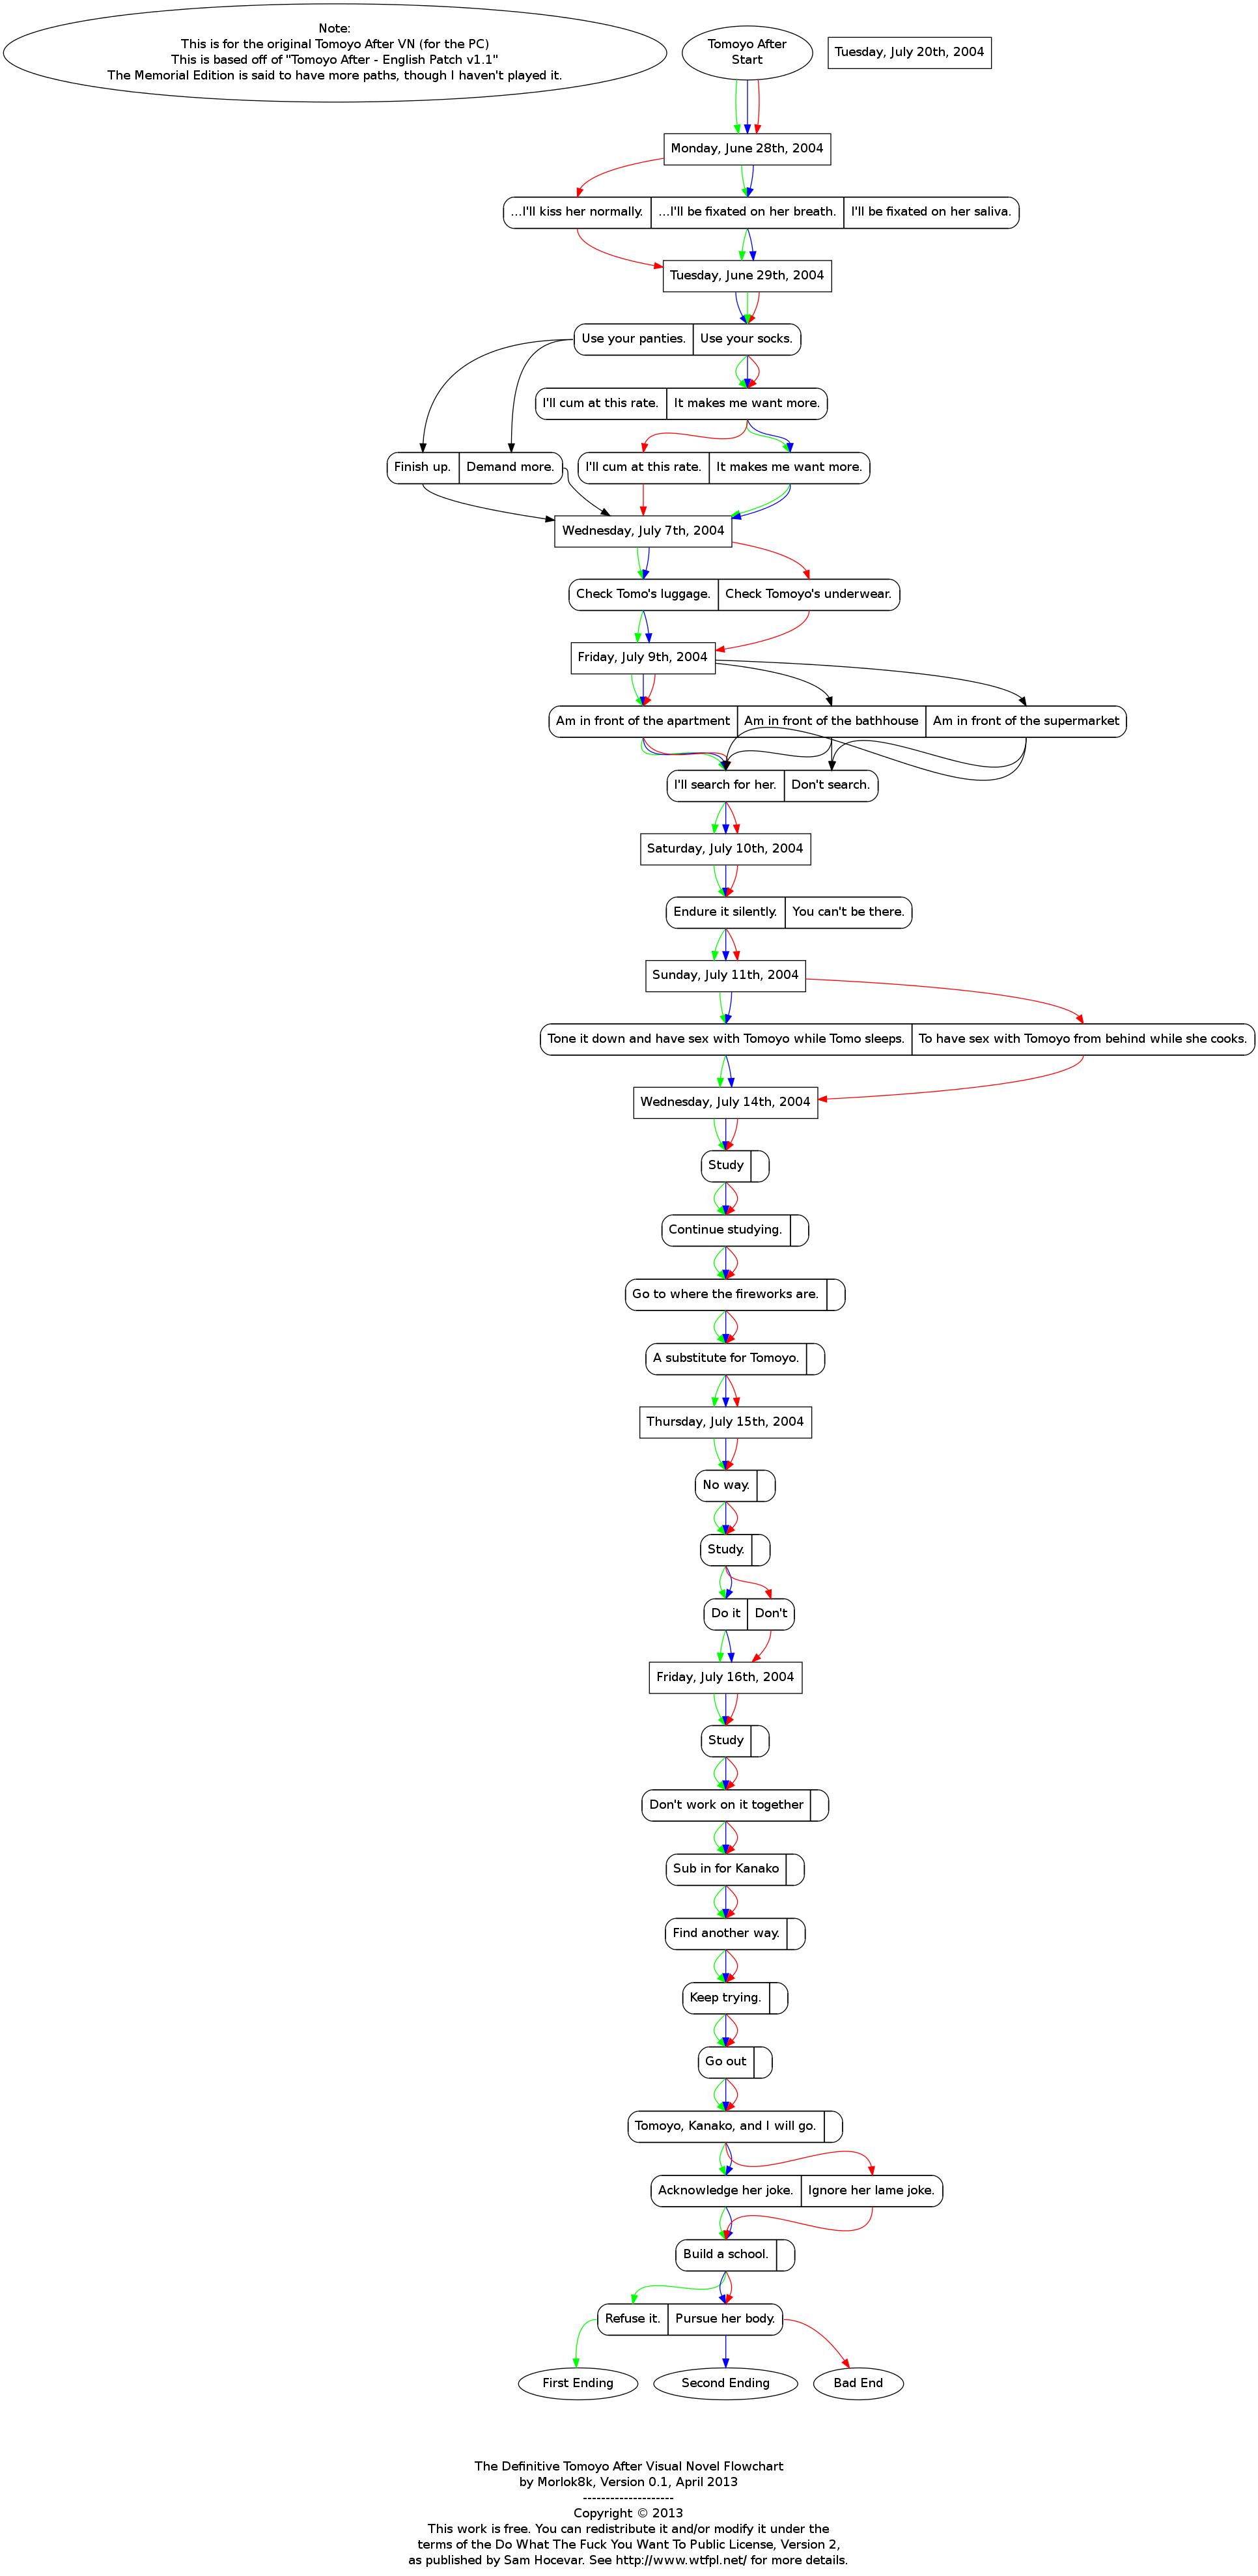 Note:
This is for the original Tomoyo After VN (for the PC)
This is based off of "Tomoyo After - English Patch v1.1"
The Memorial Edition is said to have more paths, though I haven't played it.
Tomoyo After
Start
Tuesday, July 20th, 2004
Monday, June 28th, 2004
...I'll kiss her normally.
...I'll be fixated on her breath.
I'll be fixated on her saliva.
Tuesday, June 29th, 2004
Use your panties.
Use your socks.
I'll cum at this rate.
It makes me want more.
Finish up.
Demand more.
I'll cum at this rate.
It makes me want more.
Wednesday, July 7th, 2004
Check Tomo's luggage.
Check Tomoyo's underwear.
Friday, July 9th, 2004
Am in front of the apartment
Am in front of the bathhouse
Am in front of the supermarket
I'll search for her.
Don't search.
Saturday, July 10th, 2004
Endure it silently.
You can't be there.
Sunday, July 11th, 2004
Tone it down and have sex with Tomoyo while Tomo sleeps.
To have sex with Tomoyo from behind while she cooks.
Wednesday, July 14th, 2004
Study
Continue studying.
Go to where the fireworks are.
A substitute for Tomoyo.
Thursday, July 15th, 2004
No way.
Study.
Do it
Don't
Friday, July 16th, 2004
Study
Don't work on it together
Sub in for Kanako
Find another way.
Keep trying.
Go out
Tomoyo, Kanako, and I will go.
Acknowledge her joke.
Ignore her lame joke.
Build a school.
Refuse it.
Pursue her body.
First Ending
Second Ending
Bad End
The Definitive Tomoyo After Visual Novel Flowchart
by Morlok8k, Version 0.1, April 2013
--------------------
Copyright © 2013
This work is free. You can redistribute it and/or modify it under the
terms of the Do What The Fuck You Want To Public License, Version 2,
as published by Sam Hocevar. See http://www.wtfpl.net/ for more details.